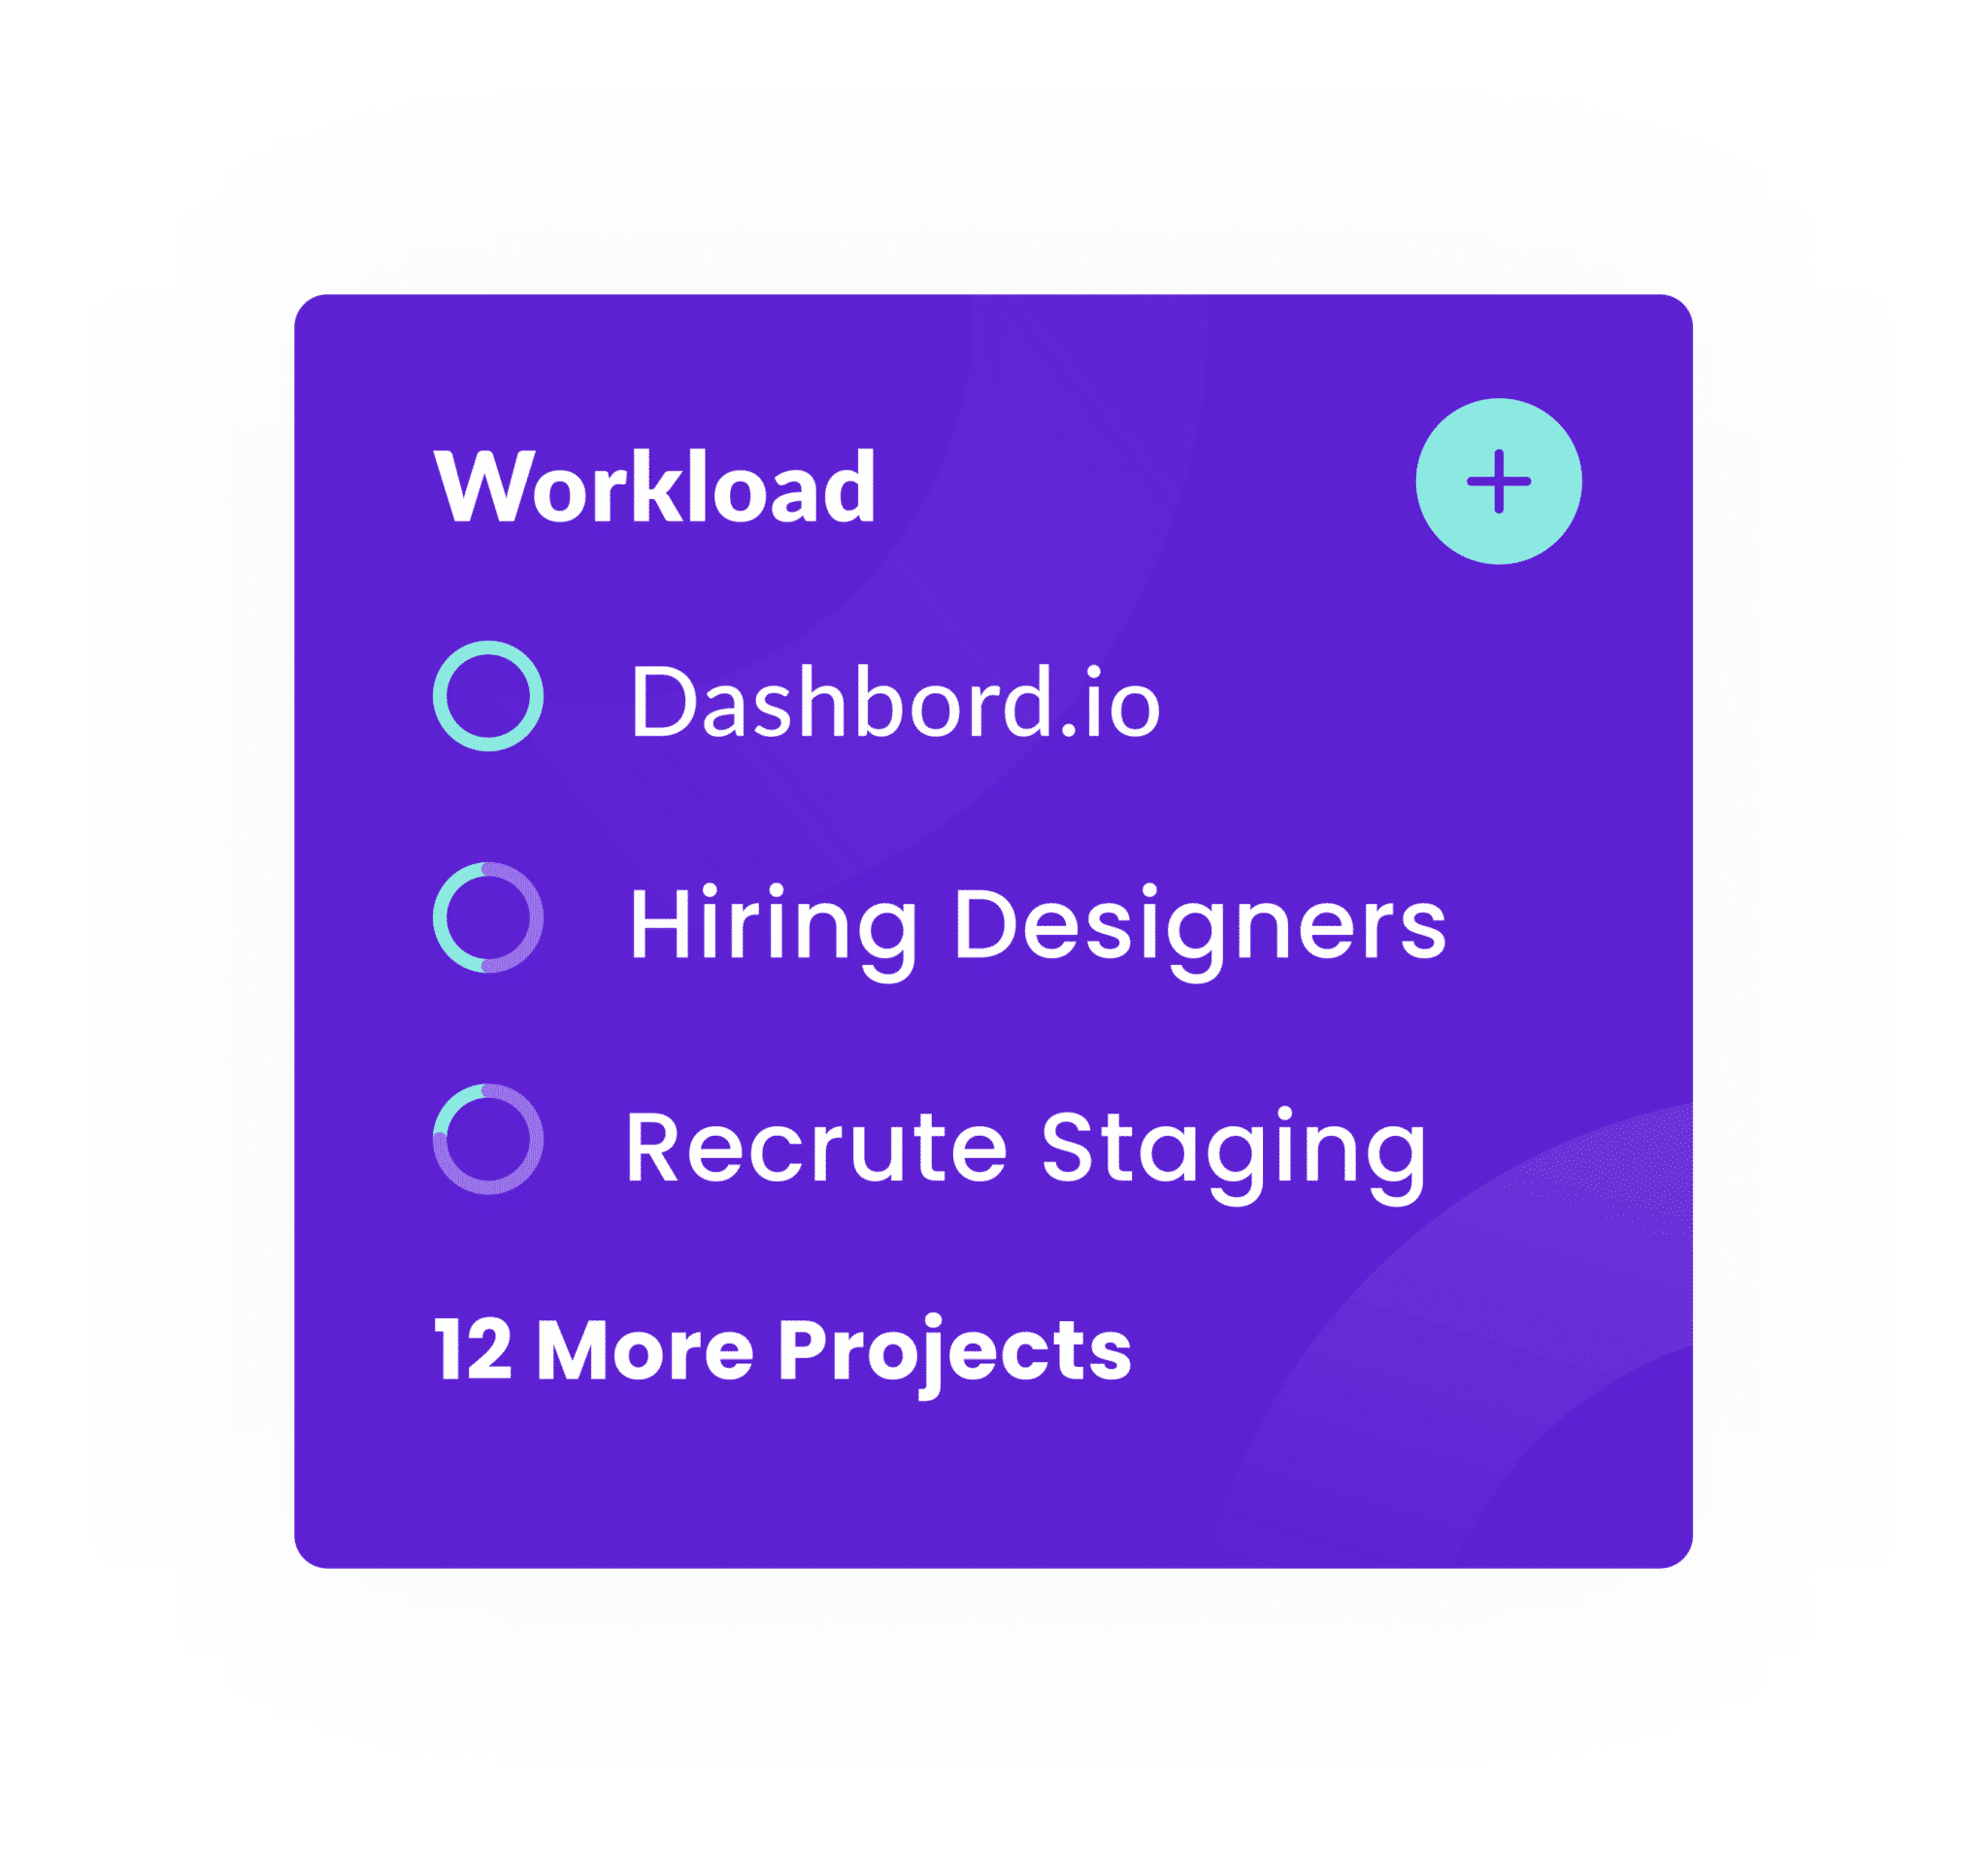 Workload
Dashbord.io
Hiring Designers
Recrute Staging
12 More Projects